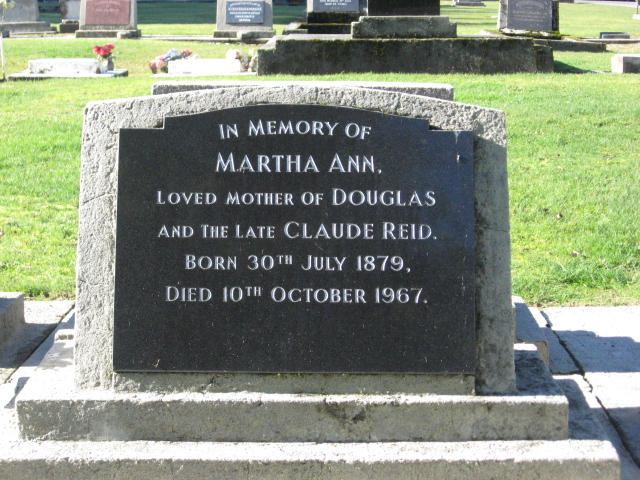 In Memory Of
Martha Ann.
Loved Mother of Douglas
and The Late Claude Reid.
Born 30th July 1879,
Died 10th October 1967.